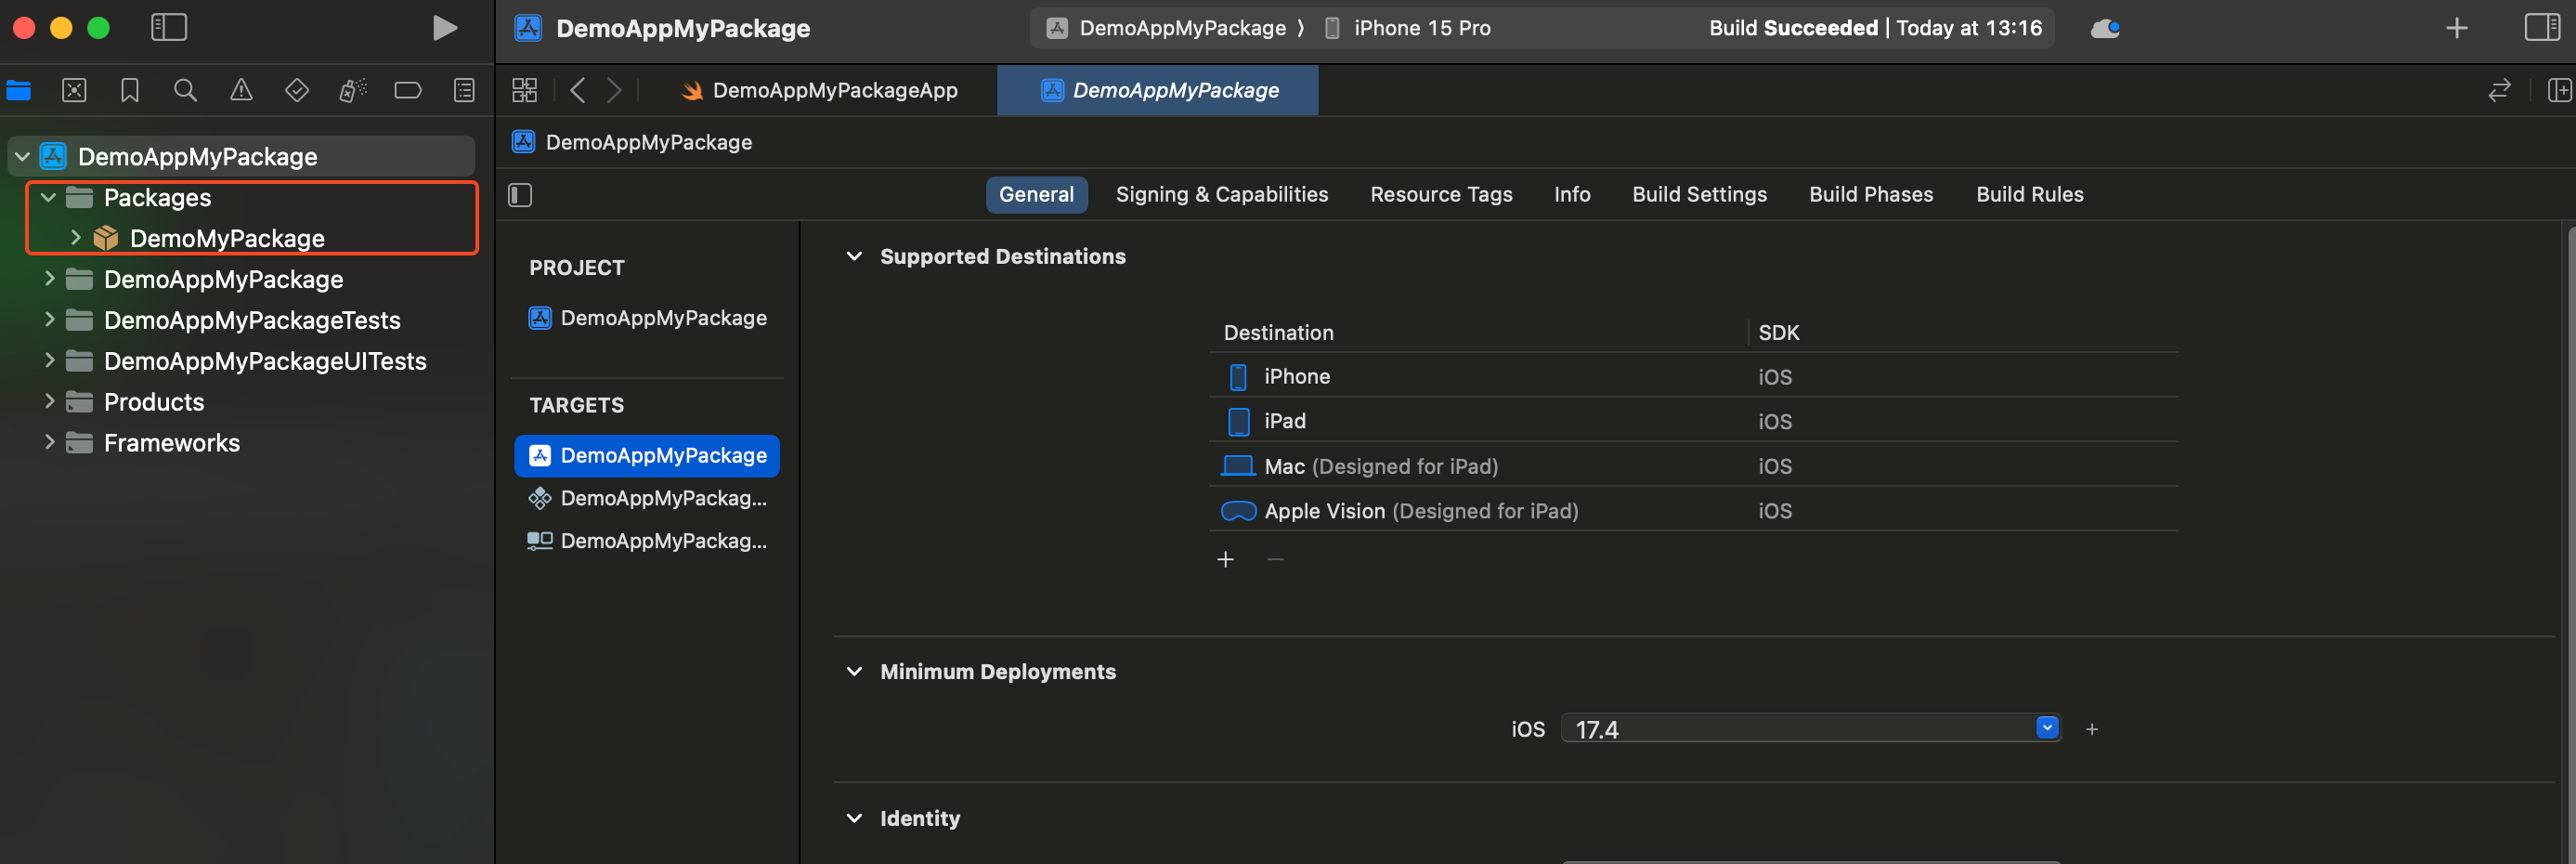 DemoAppMyPackage
DemoAppMyPackage ⟩ iPhone 15 Pro
Build Succeeded | Today at 13:16
DemoAppMyPackageApp
DemoAppMyPackage
DemoAppMyPackage
Packages
DemoMyPackage
DemoAppMyPackage
DemoAppMyPackageTests
DemoAppMyPackageUITests
Products
Frameworks
DemoAppMyPackage
General Signing & Capabilities Resource Tags Info Build Settings Build Phases Build Rules
PROJECT
DemoAppMyPackage
TARGETS
DemoAppMyPackage
DemoAppMyPackag...
DemoAppMyPackag...
Supported Destinations
Destination SDK
iPhone iOS
iPad iOS
Mac (Designed for iPad) iOS
Apple Vision (Designed for iPad) iOS
Minimum Deployments
iOS 17.4
Identity